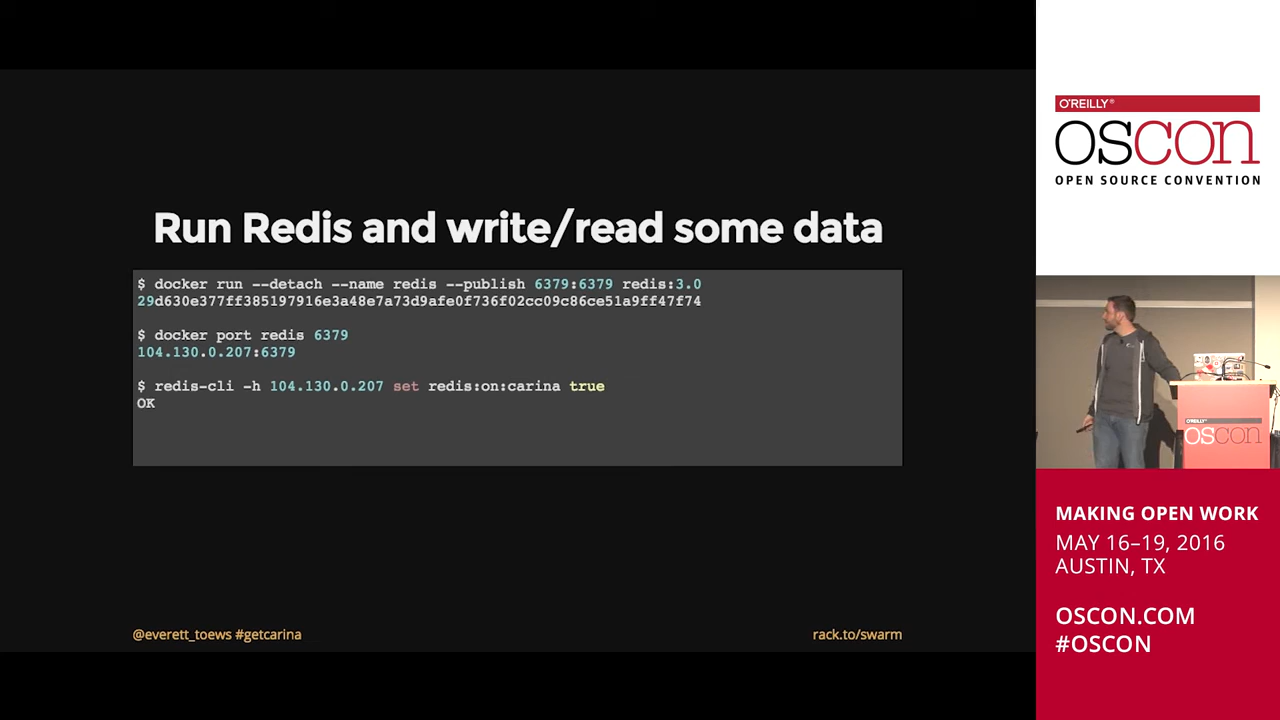 Run Redis and write/read some data
$ docker run --detach --name redis --publish 6379:6379 redis:3.0
29d630e377ff385197916e3a48e7a73d9afe0f736f02cc09c86ce51a9ff47f74
$ docker port redis 6379
104.130.0.207:6379
$ redis-cli -h 104.130.0.207 set redis:on:carina true
OK
@everett_toews #getcarina
rack.to/swarm
O'REILLY®
OSCON
OPEN SOURCE CONVENTION
O'REILLY
OSCON
MAKING OPEN WORK
MAY 16–19, 2016
AUSTIN, TX
OSCON.COM
#OSCON